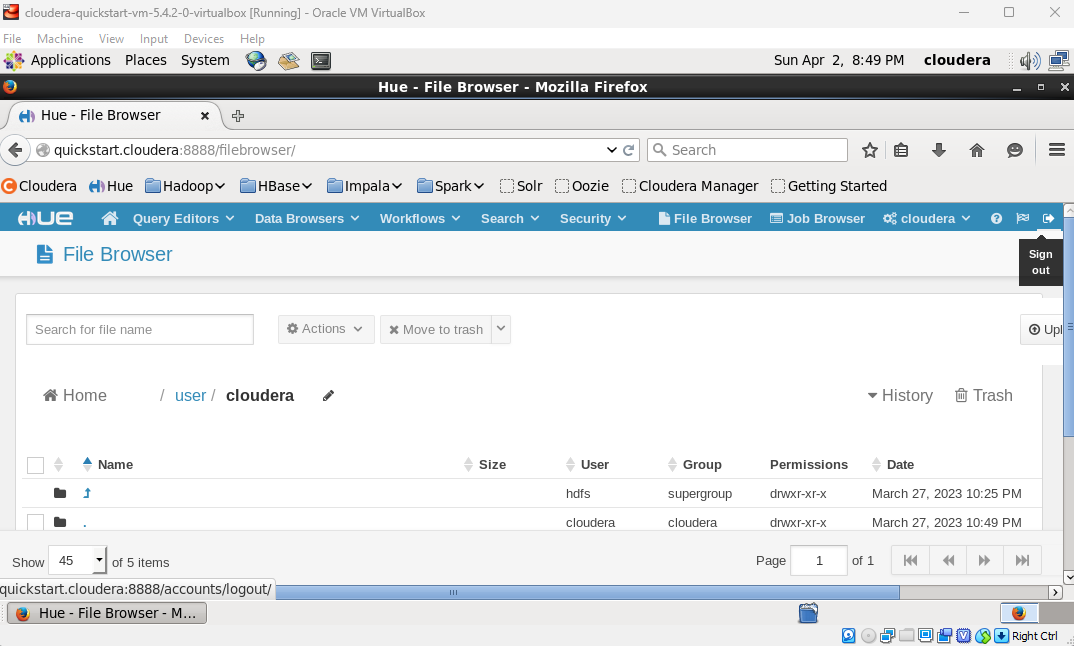 cloudera-quickstart-vm-5.4.2-0-virtualbox [Running] - Oracle VM VirtualBox
File Machine View Input Devices Help
Applications Places System Sun Apr 2, 8:49 PM cloudera
Hue - File Browser - Mozilla Firefox
Hue - File Browser
quickstart.cloudera:8888/filebrowser/ Search
Cloudera Hue Hadoop HBase Impala Spark Solr Oozie Cloudera Manager Getting Started
HUE Query Editors Data Browsers Workflows Search Security File Browser Job Browser cloudera
File Browser
Sign
out
Search for file name Actions Move to trash Upl
Home / user / cloudera History Trash
Name Size User Group Permissions Date
hdfs supergroup drwxr-xr-x March 27, 2023 10:25 PM
. cloudera cloudera drwxr-xr-x March 27, 2023 10:49 PM
Show 45 of 5 items Page 1 of 1
quickstart.cloudera:8888/accounts/logout/
Hue - File Browser - M...
Right Ctrl